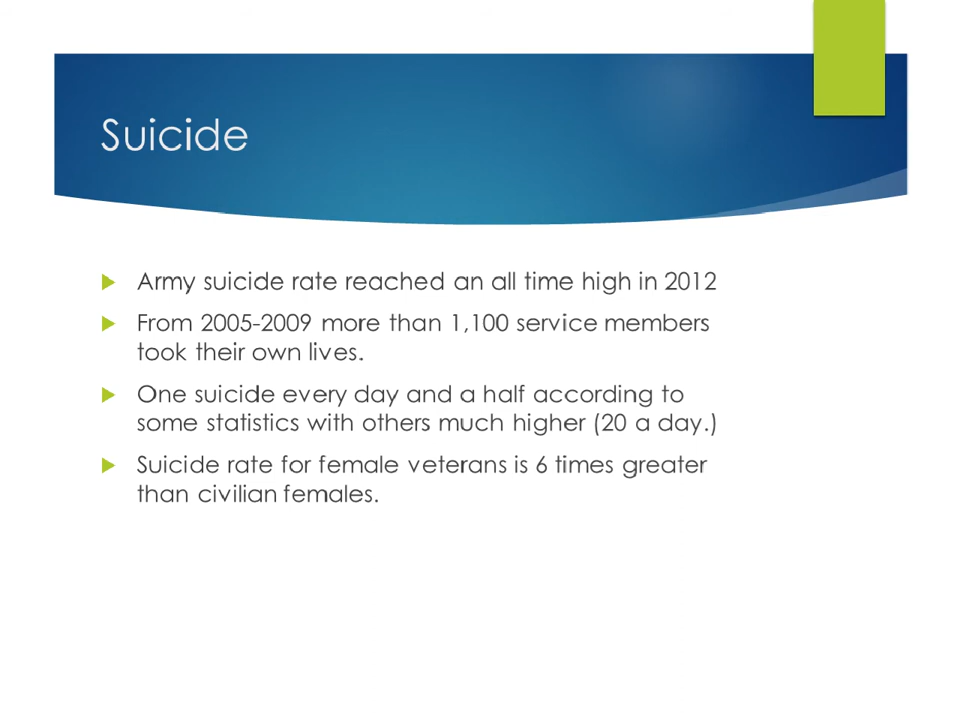 Suicide
Army suicide rate reached an all time high in 2012
From 2005-2009 more than 1,100 service members
took their own lives.
One suicide every day and a half according to
some statistics with others much higher (20 a day.)
Suicide rate for female veterans is 6 times greater
than civilian females.